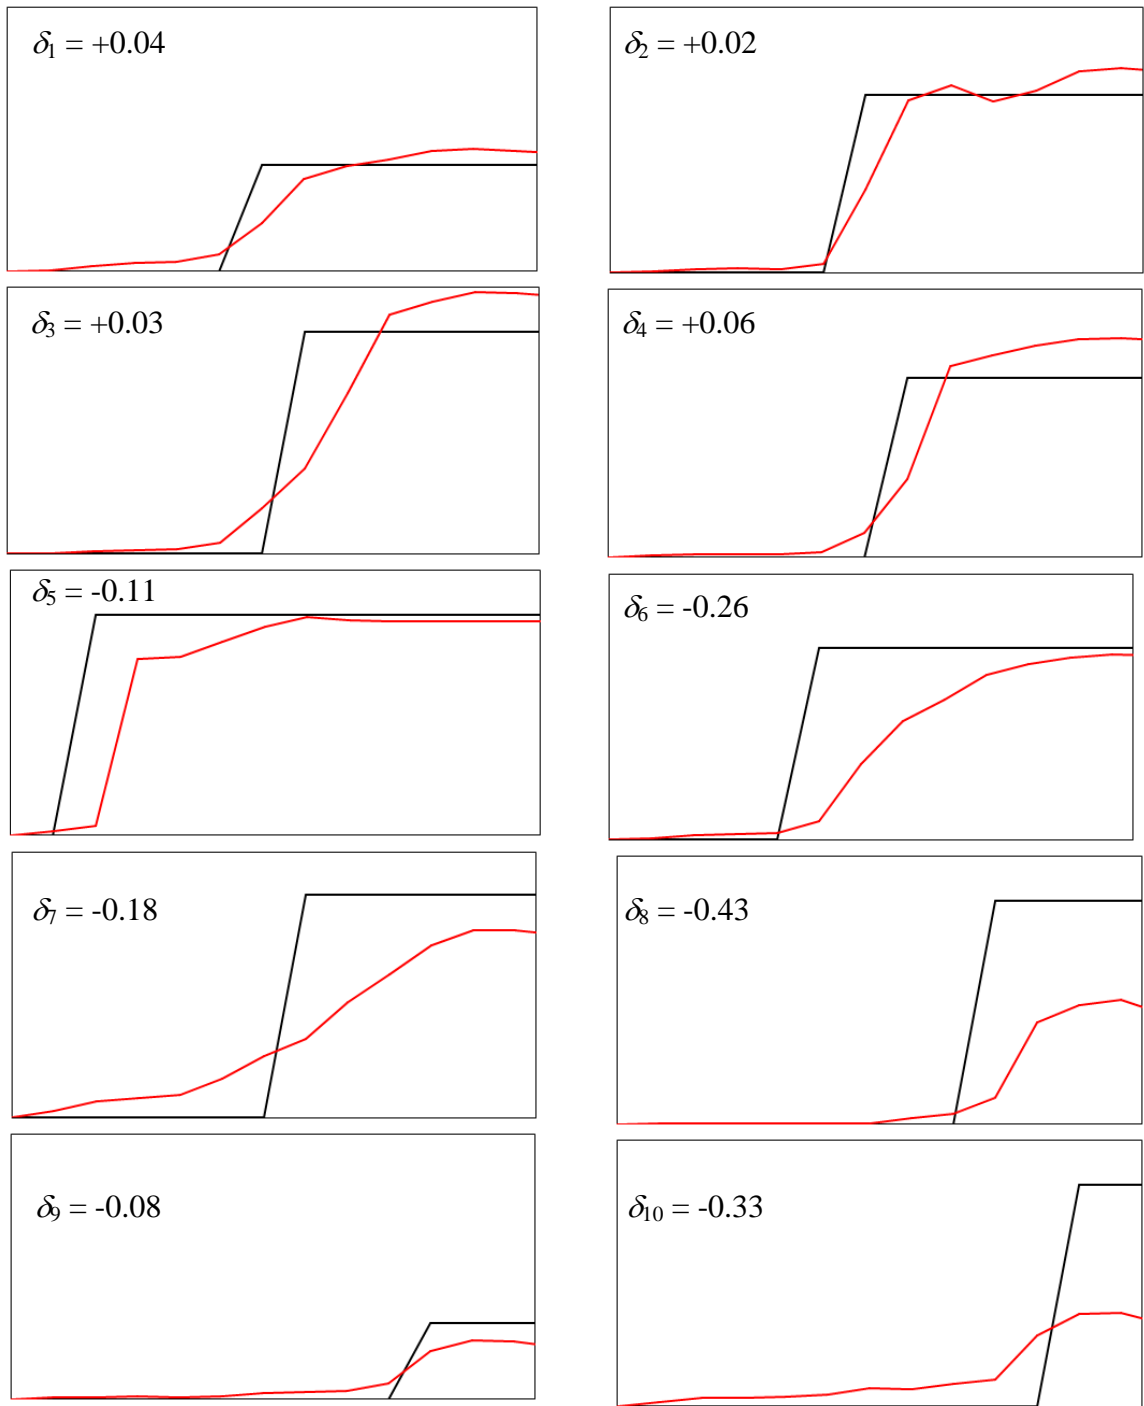 δ1 = +0.04
δ2 = +0.02
δ3 = +0.03
δ4 = +0.06
δ5 = -0.11
δ6 = -0.26
δ7 = -0.18
δ8 = -0.43
δ9 = -0.08
δ10 = -0.33